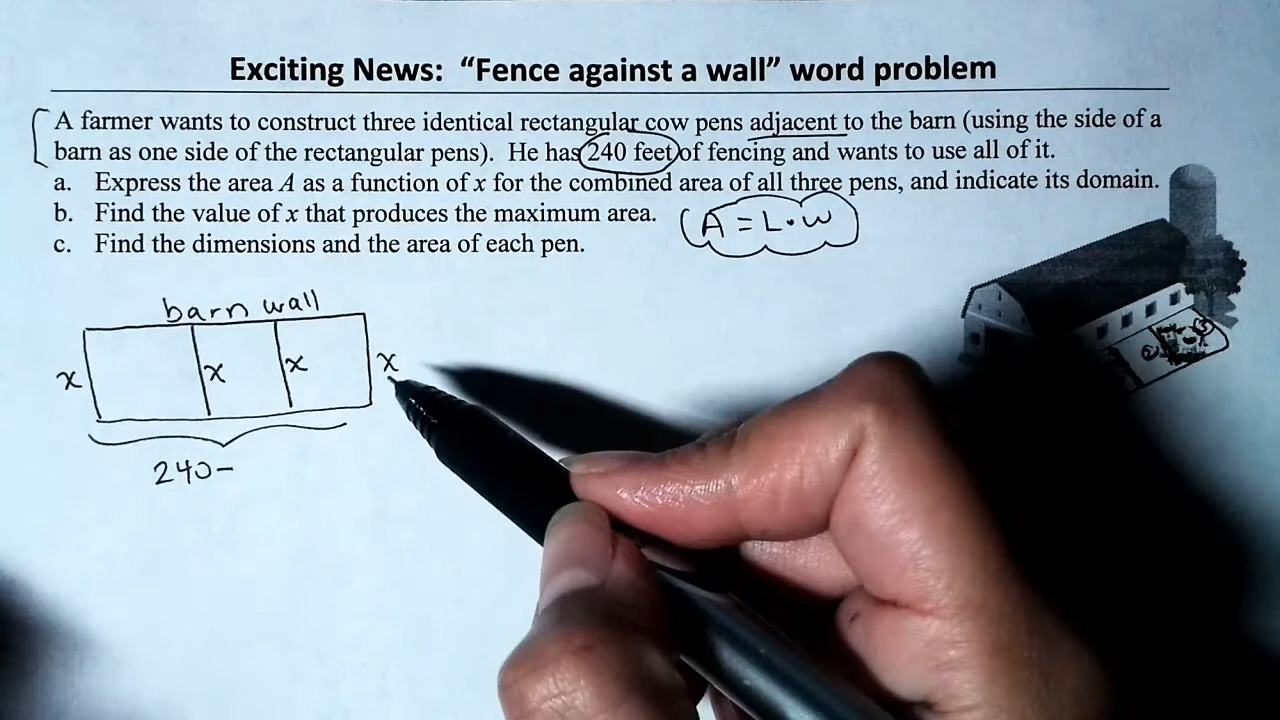 Exciting News: “Fence against a wall” word problem
A farmer wants to construct three identical rectangular cow pens adjacent to the barn (using the side of a
barn as one side of the rectangular pens). He has 240 feet of fencing and wants to use all of it.
a. Express the area A as a function of x for the combined area of all three pens, and indicate its domain.
b. Find the value of x that produces the maximum area.
A = L·w
c. Find the dimensions and the area of each pen.
barn wall
x x x x
240-
② ③